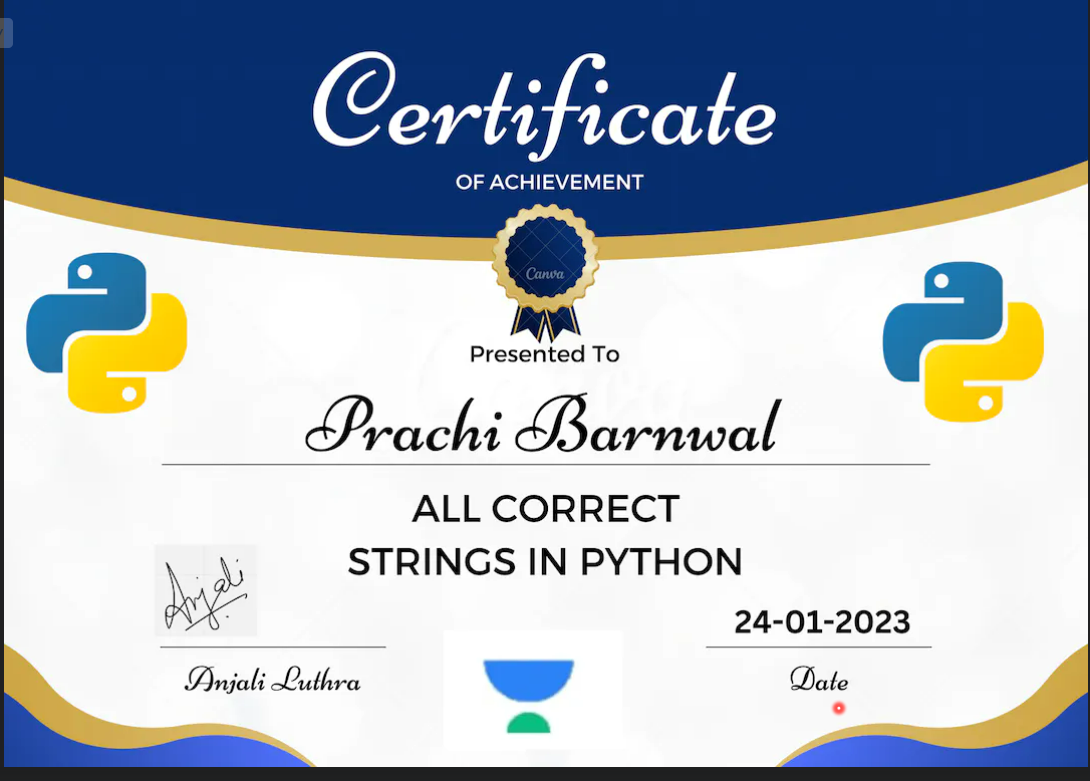 Certificate
OF ACHIEVEMENT
Canva
Presented To
Prachi Barnwal
ALL CORRECT
STRINGS IN PYTHON
Anjali
24-01-2023
Anjali Luthra
Date